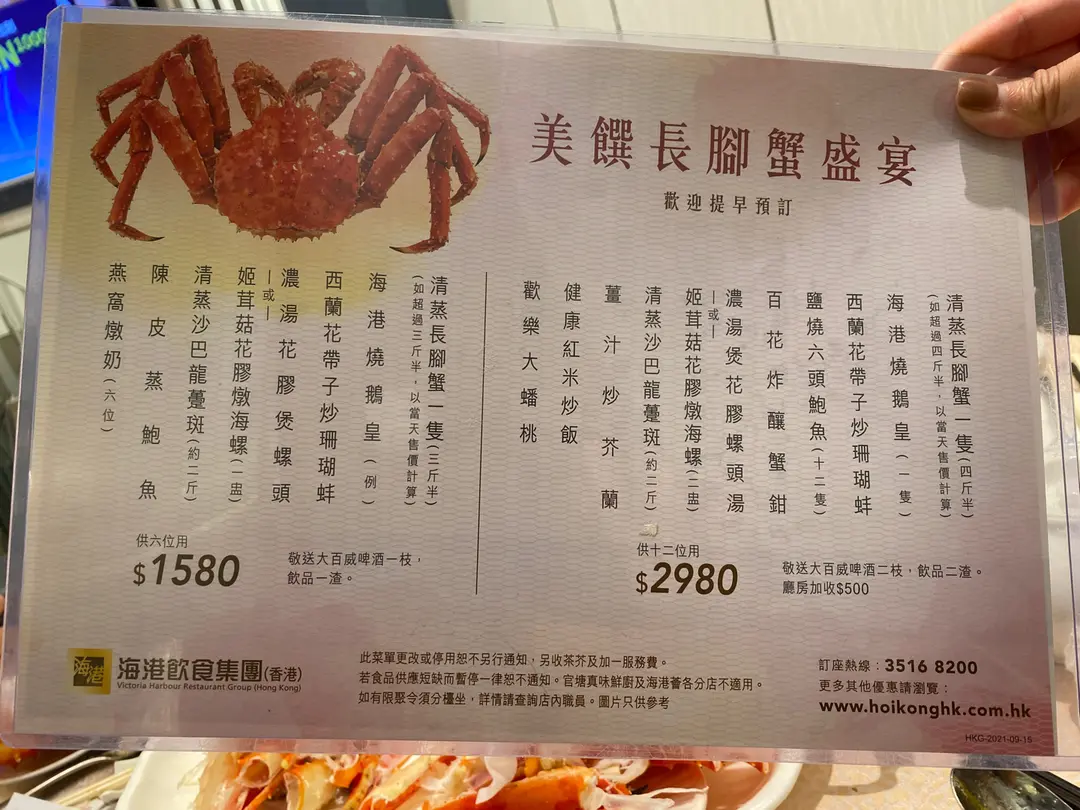 N1000
美饌長腳蟹盛宴
歡迎提早預訂
清蒸長腳蟹一隻(四斤半)
(如超過四斤半，以當天售價計算)
海港燒鵝皇(一隻)
西蘭花帶子炒珊瑚蚌
鹽燒六頭鮑魚(十二隻)
百花炸釀蟹鉗
濃湯煲花膠螺頭湯
—或—
姬茸菇花膠燉海螺(二盅)
清蒸沙巴龍躉斑(約二斤)
薑汁炒芥蘭
健康紅米炒飯
歡樂大蟠桃
供十二位用
$2980
敬送大百威啤酒二枝，飲品二渣。
廳房加收$500
清蒸長腳蟹一隻(三斤半)
(如超過三斤半，以當天售價計算)
海港燒鵝皇(例)
西蘭花帶子炒珊瑚蚌
濃湯花膠煲螺頭
—或—
姬茸菇花膠燉海螺(二盅)
清蒸沙巴龍躉斑(約二斤)
陳皮蒸鮑魚
燕窩燉奶(六位)
供六位用
$1580
敬送大百威啤酒一枝，
飲品一渣。
海港
海港飲食集團(香港)
Victoria Harbour Restaurant Group (Hong Kong)
此菜單更改或停用恕不另行通知，另收茶芥及加一服務費。
若食品供應短缺而暫停一律恕不通知。官塘真味鮮廚及海港薈各分店不適用。
如有限聚令須分檯坐，詳情請查詢店內職員。圖片只供參考
訂座熱線：3516 8200
更多其他優惠請瀏覽：
www.hoikonghk.com.hk
HKG-2021-09-15